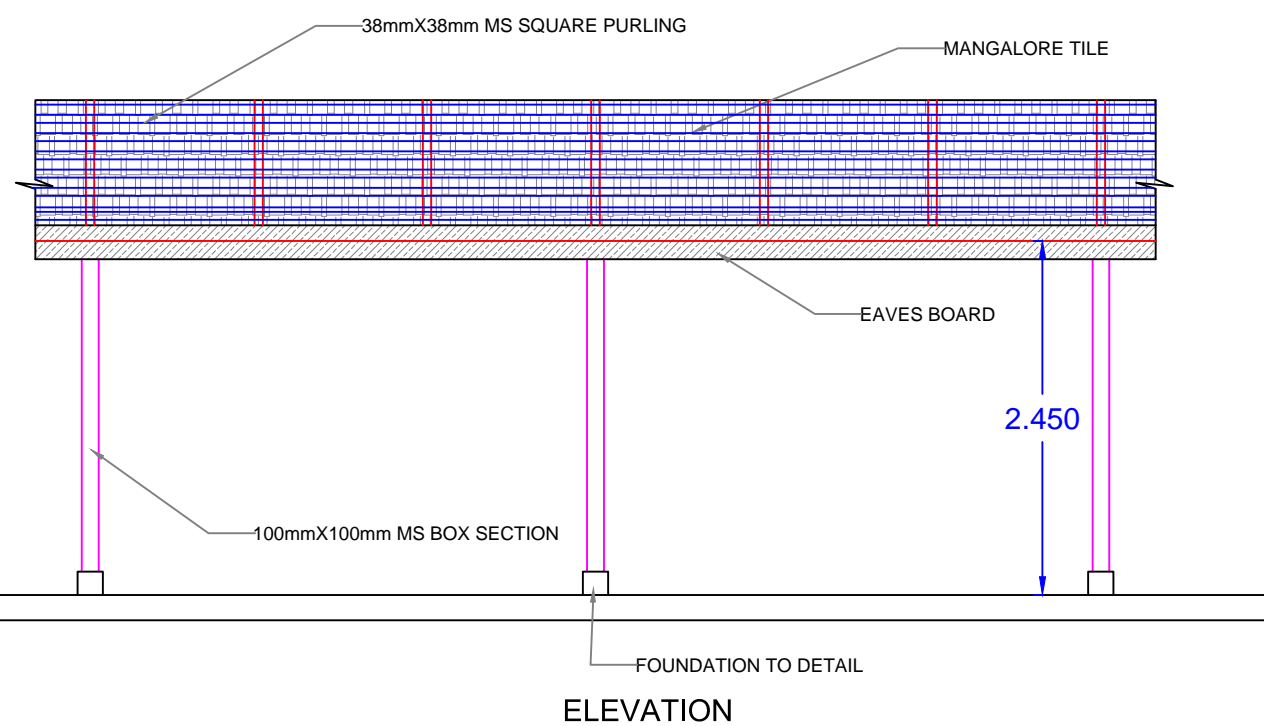 38mmX38mm MS SQUARE PURLING
MANGALORE TILE
EAVES BOARD
2.450
100mmX100mm MS BOX SECTION
FOUNDATION TO DETAIL
ELEVATION